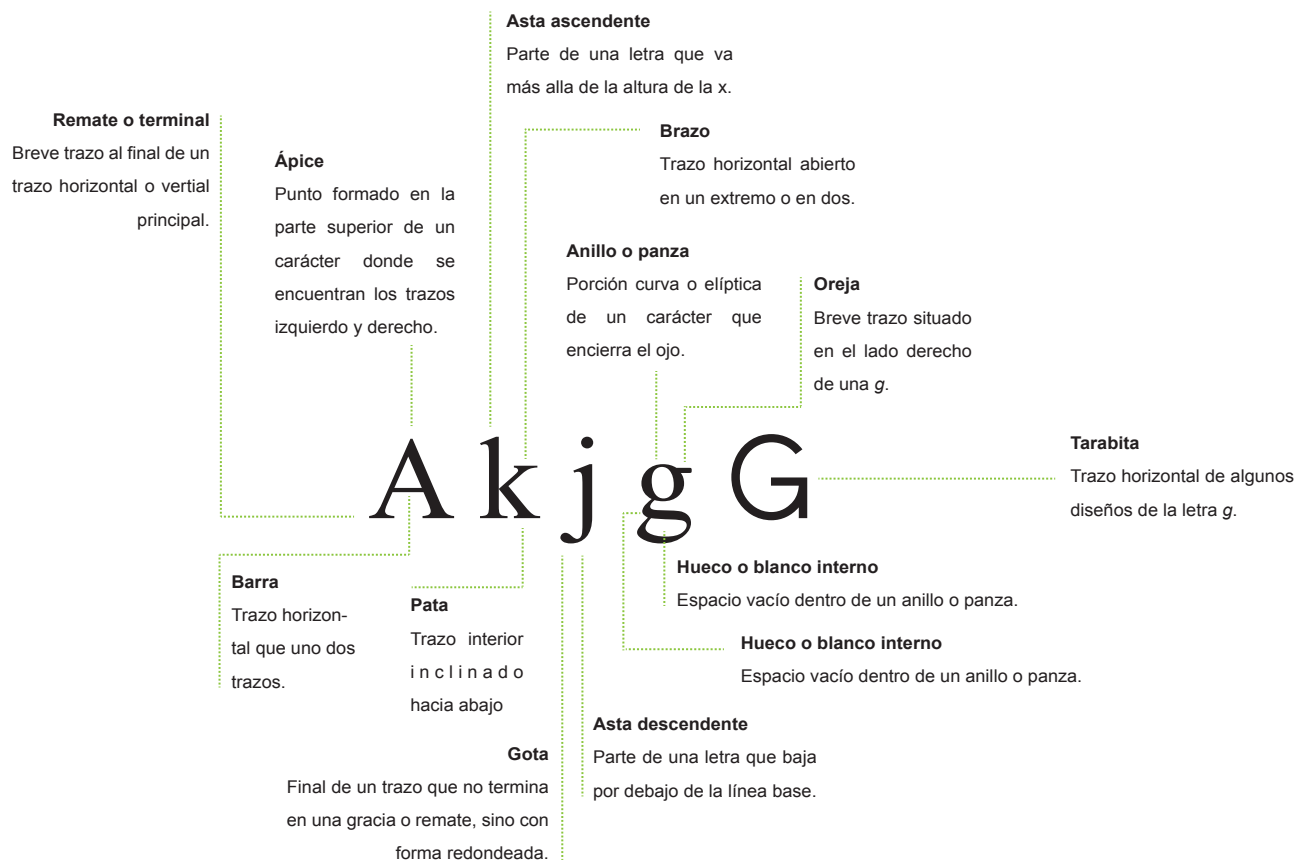 Asta ascendente
Parte de una letra que va
más alla de la altura de la x.
Remate o terminal
Breve trazo al final de un
trazo horizontal o vertial
principal.
Ápice
Punto formado en la
parte superior de un
carácter donde se
encuentran los trazos
izquierdo y derecho.
Brazo
Trazo horizontal abierto
en un extremo o en dos.
Anillo o panza
Porción curva o elíptica
de un carácter que
encierra el ojo.
Oreja
Breve trazo situado
en el lado derecho
de una g.
A k j g G
Tarabita
Trazo horizontal de algunos
diseños de la letra g.
Barra
Trazo horizon-
tal que uno dos
trazos.
Pata
Trazo interior
inclinado
hacia abajo
Hueco o blanco interno
Espacio vacío dentro de un anillo o panza.
Hueco o blanco interno
Espacio vacío dentro de un anillo o panza.
Asta descendente
Parte de una letra que baja
por debajo de la línea base.
Gota
Final de un trazo que no termina
en una gracia o remate, sino con
forma redondeada.